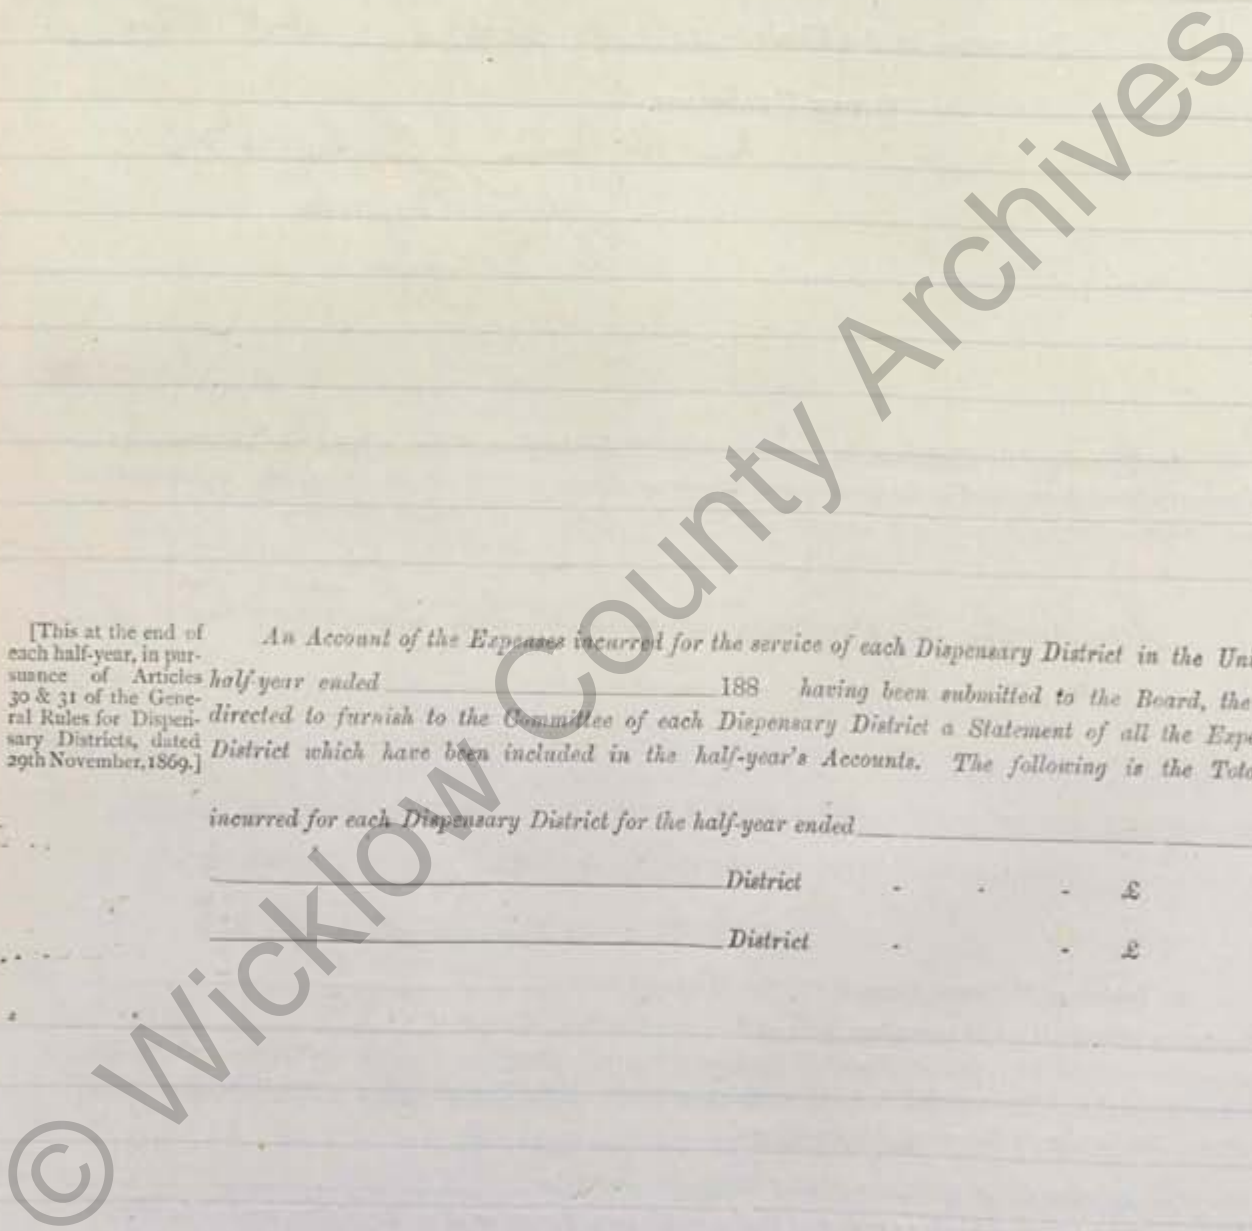 [This at the end of
each half-year, in pur-
suance of Articles
30 & 31 of the Gene-
ral Rules for Dispen-
sary Districts, dated
29th November, 1869.]
An Account of the Expenses incurred for the service of each Dispensary District in the Uni
half-year ended 188 having been submitted to the Board, the
directed to furnish to the Committee of each Dispensary District a Statement of all the Expe
District which have been included in the half-year's Accounts. The following is the Tota
incurred for each Dispensary District for the half-year ended
District - - - £
District - - £
© Wicklow County Archives